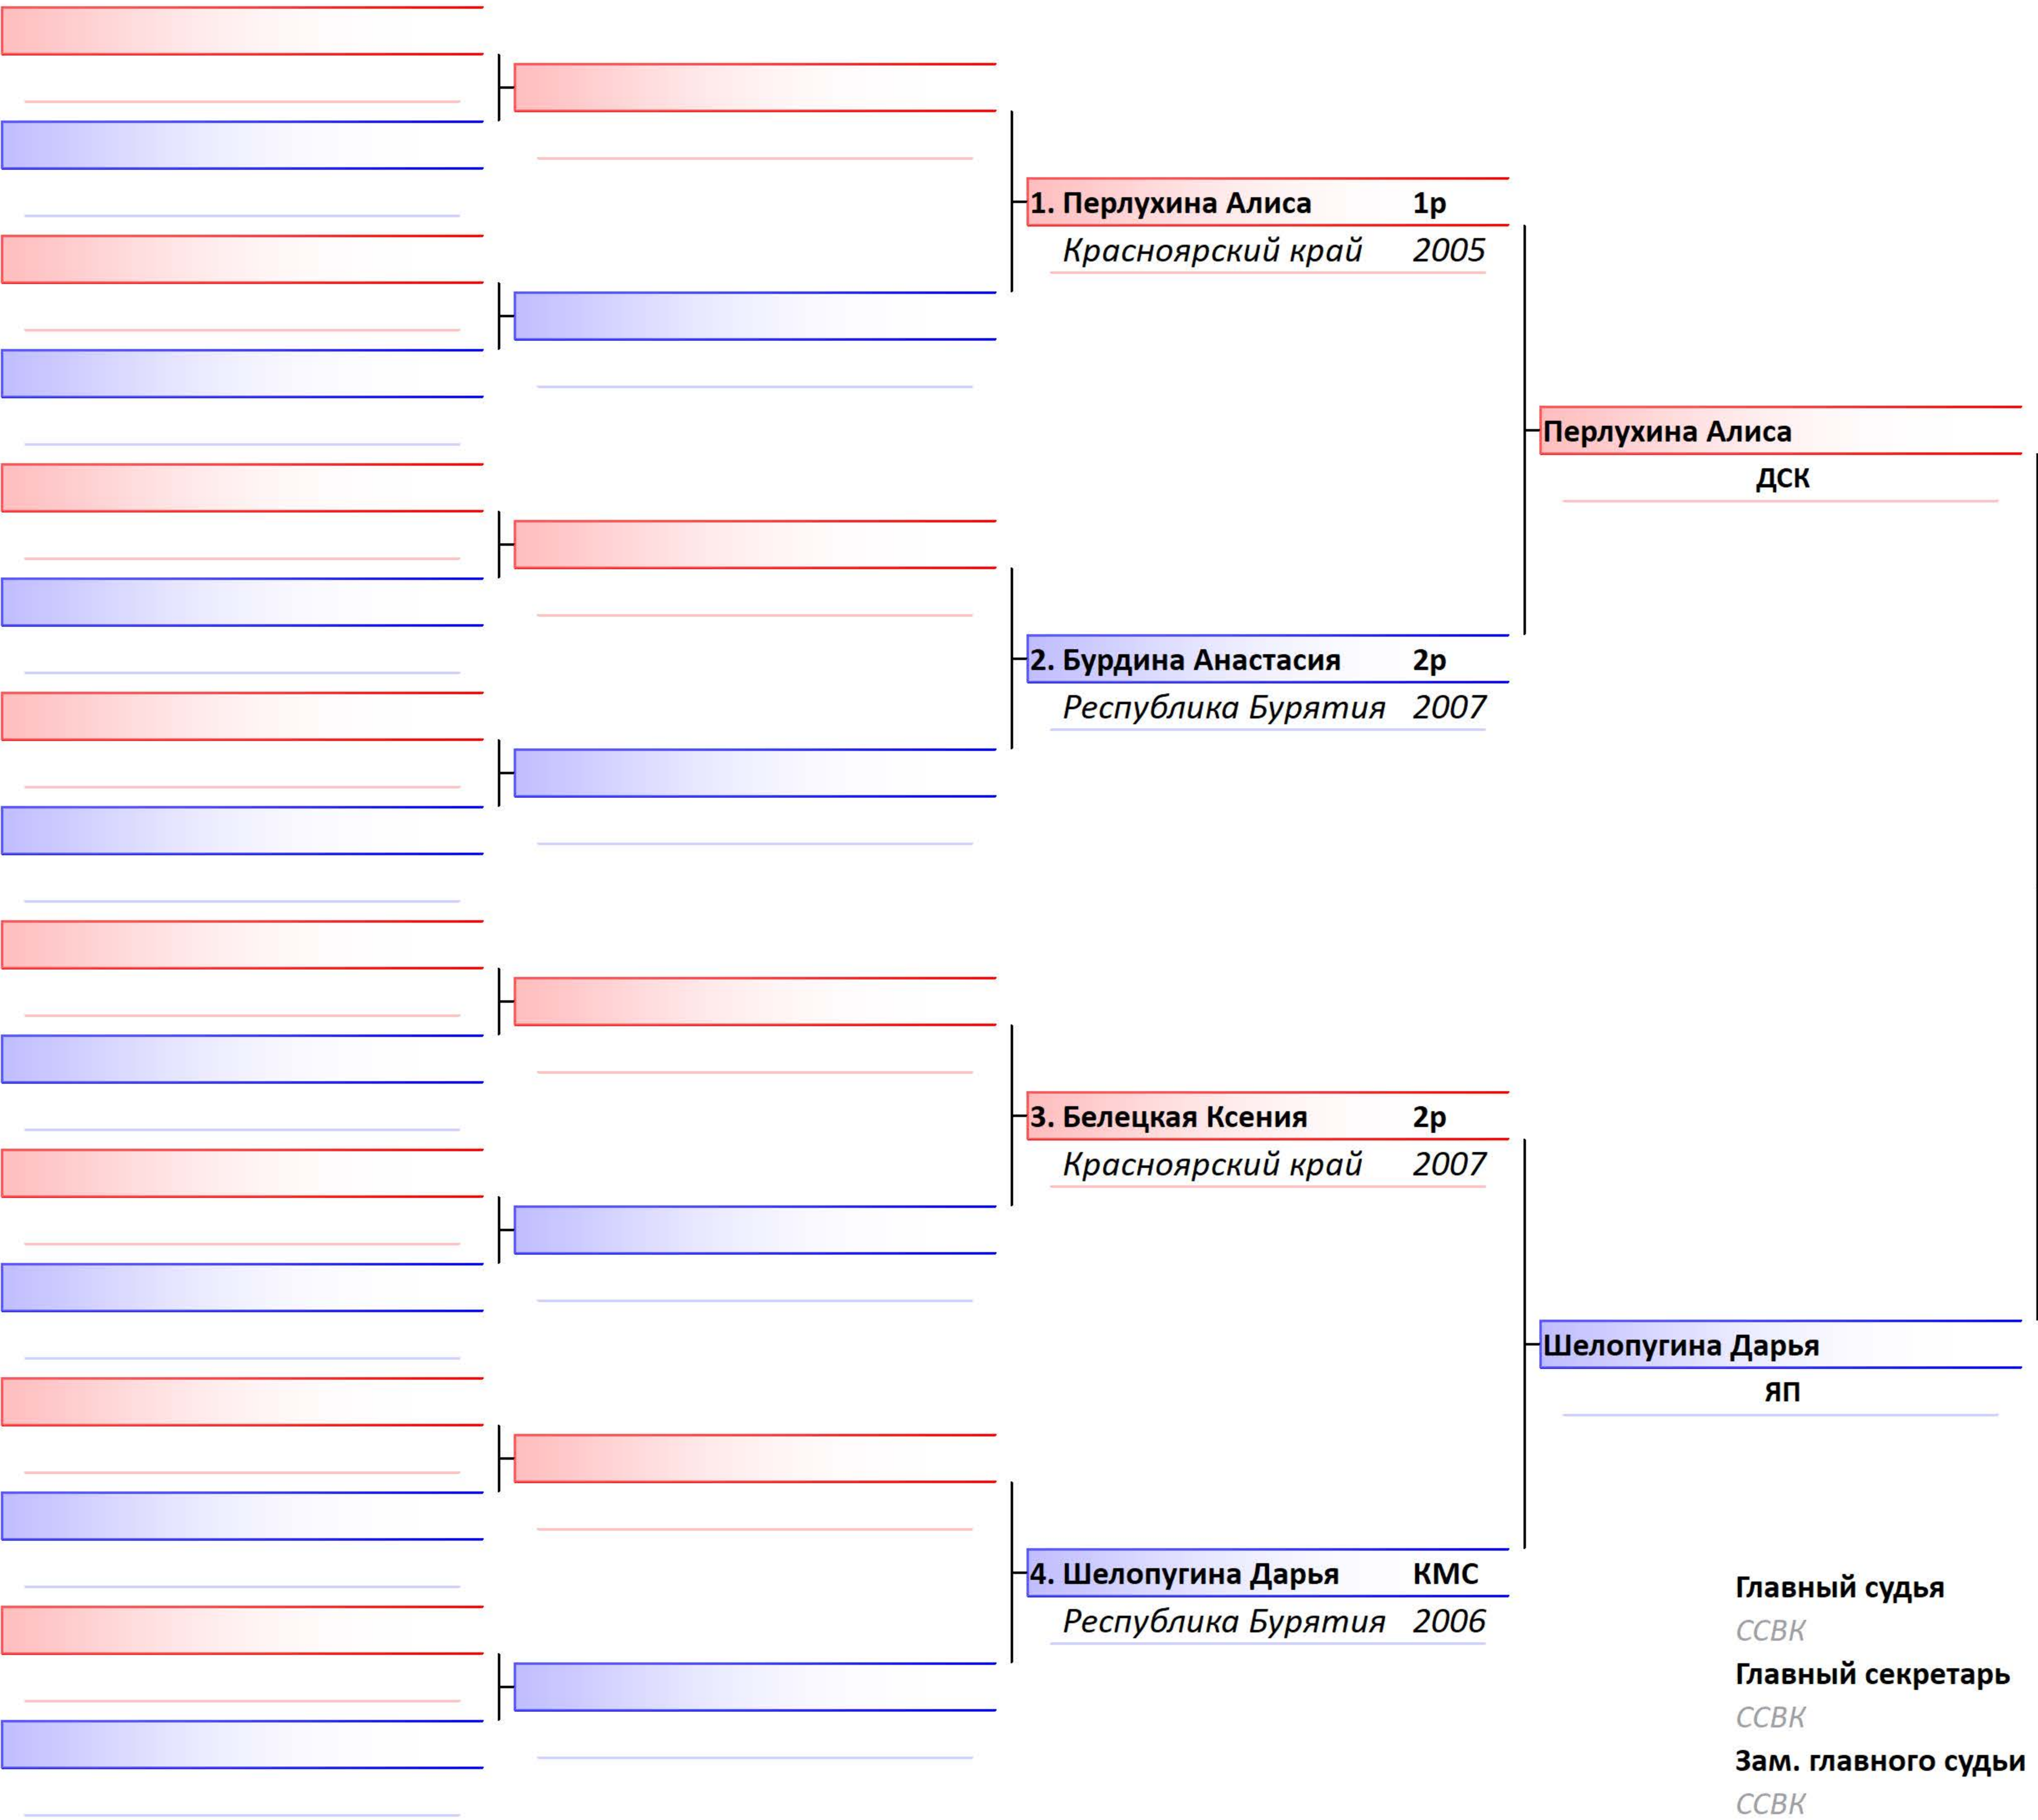 1. Перлухина Алиса 1р
Красноярский край 2005
Перлухина Алиса
ДСК
2. Бурдина Анастасия 2р
Республика Бурятия 2007
3. Белецкая Ксения 2р
Красноярский край 2007
Шелопугина Дарья
ЯП
4. Шелопугина Дарья КМС
Республика Бурятия 2006
Главный судья
ССВК
Главный секретарь
ССВК
Зам. главного судьи
ССВК